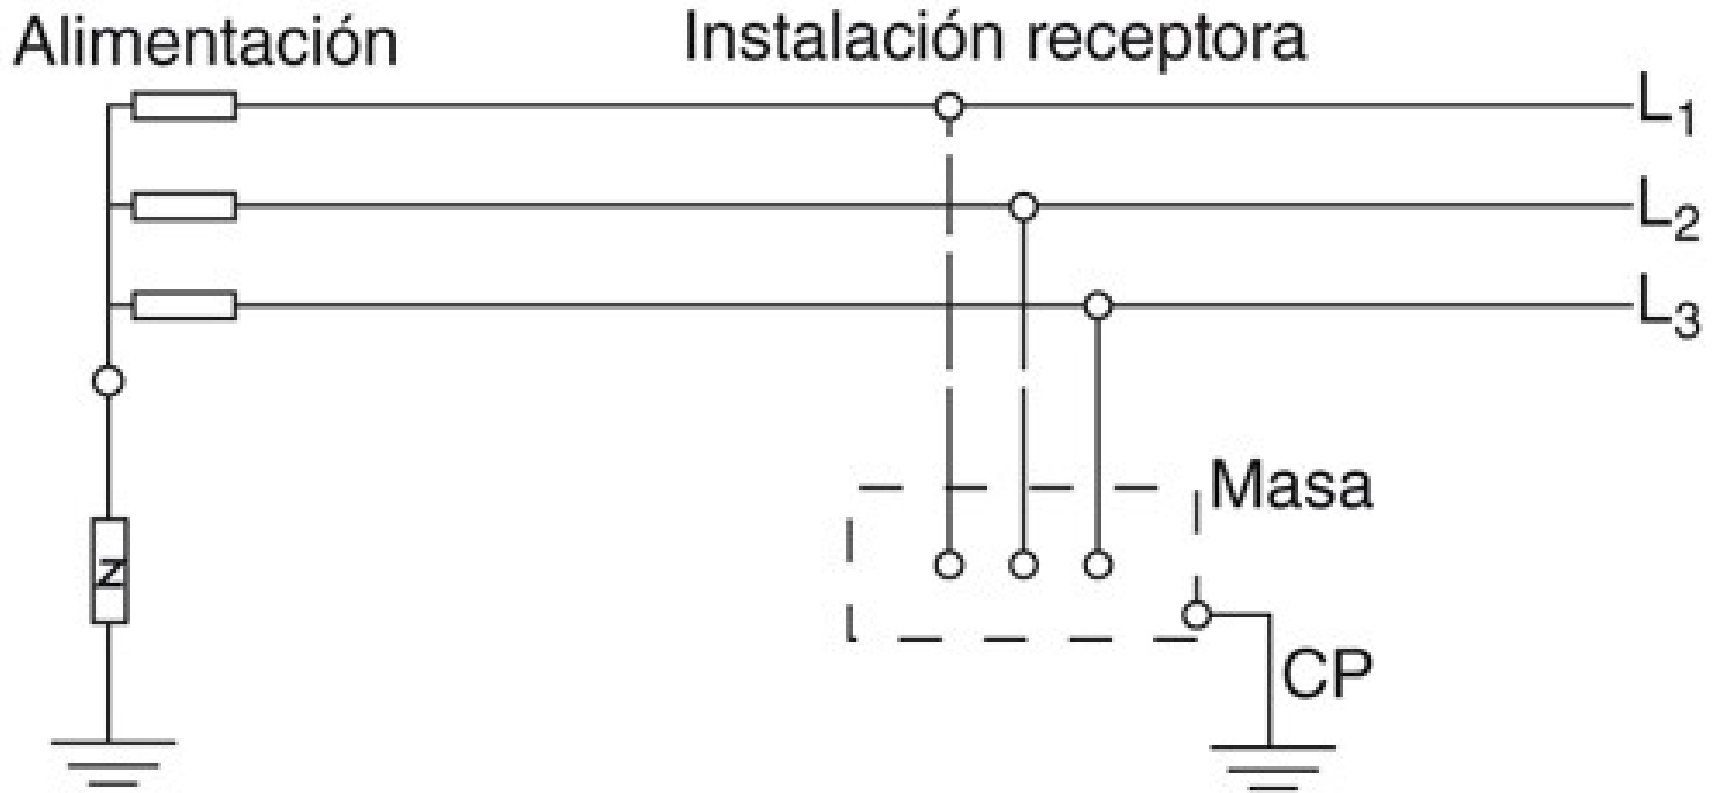 Alimentación
Instalación receptora
L1
L2
L3
Masa
Z
CP